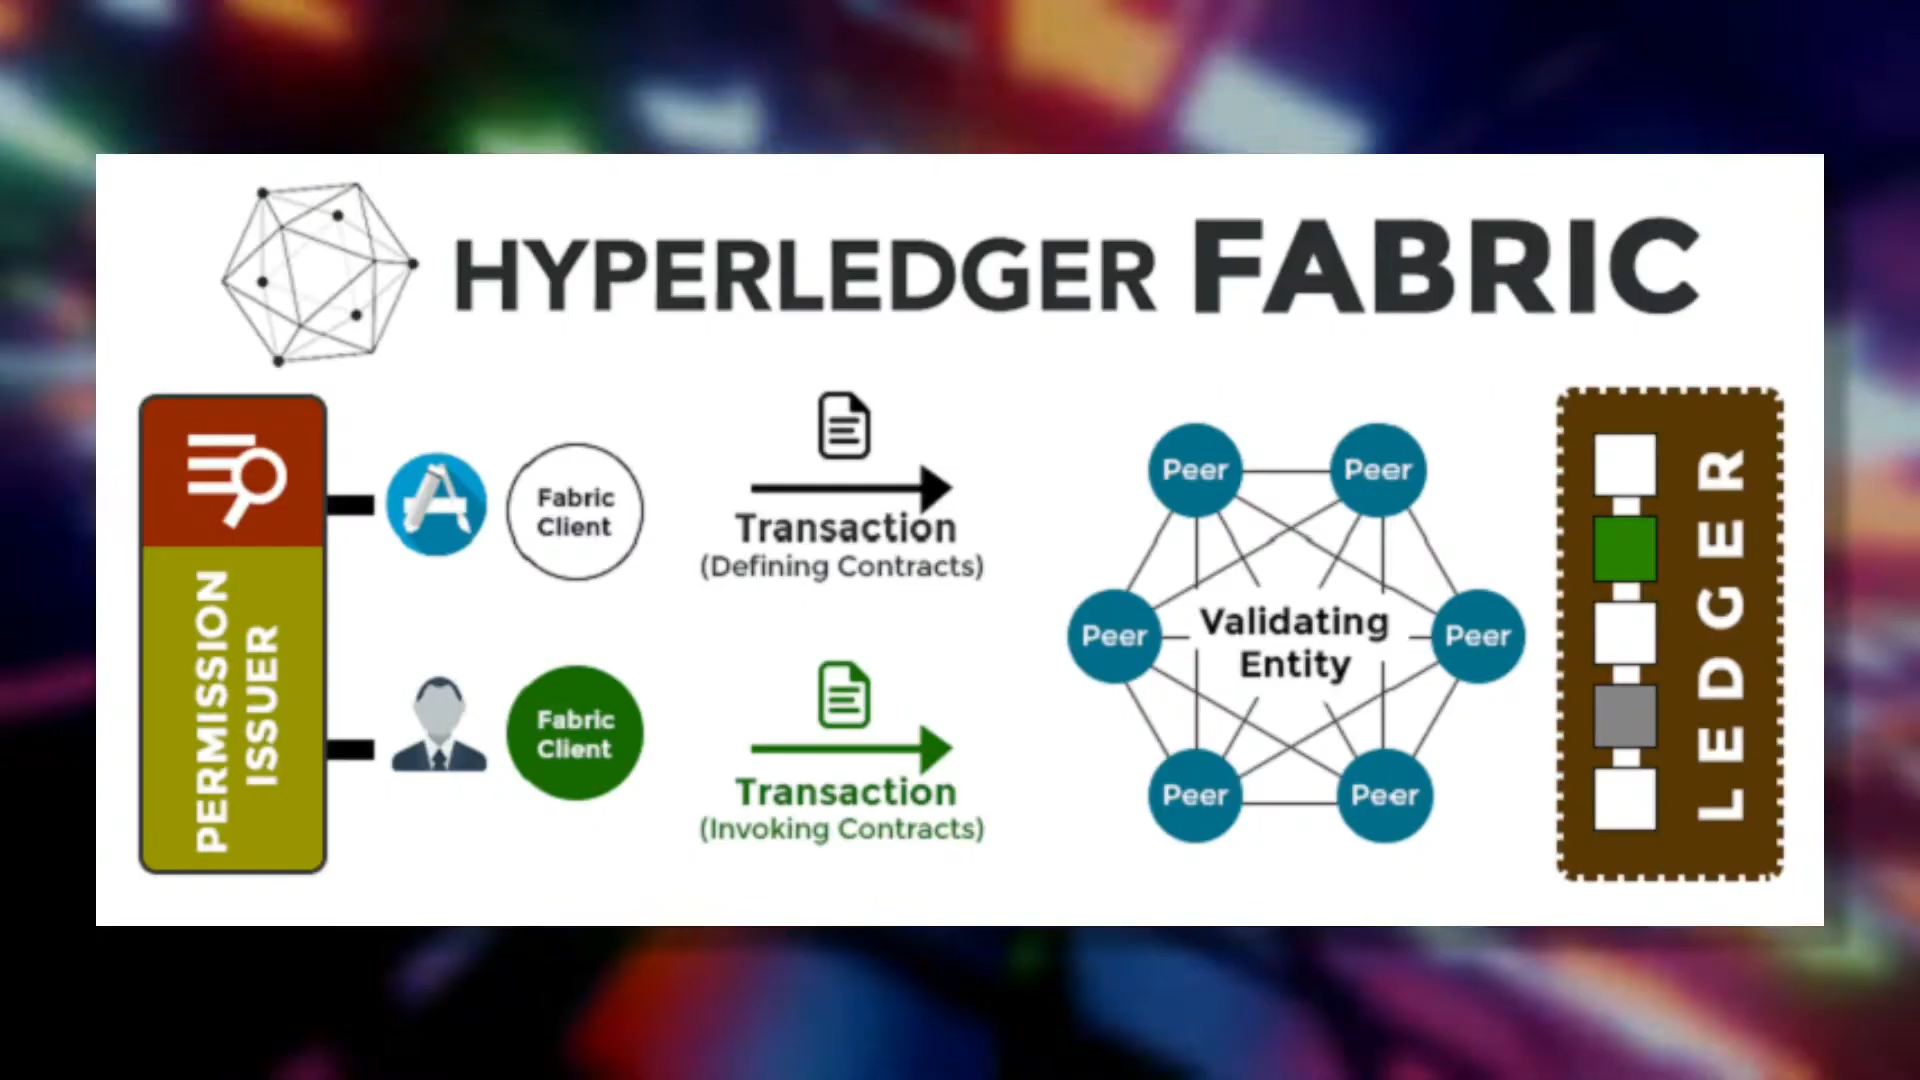 HYPERLEDGER FABRIC
PERMISSION
ISSUER
Fabric
Client
Transaction
(Defining Contracts)
Fabric
Client
Transaction
(Invoking Contracts)
Peer
Peer
Peer
Validating
Entity
Peer
Peer
Peer
LEDGER